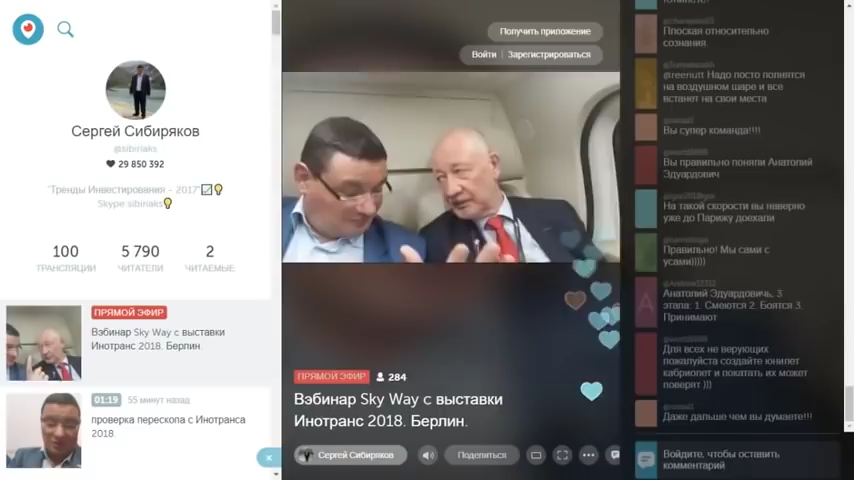 Сергей Сибиряков
@sibiriaks
29 850 392
"Тренды Инвестирования - 2017"
Skype:sibiriaks
100
5 790
2
ТРАНСЛЯЦИИ
ЧИТАТЕЛИ
ЧИТАЕМЫЕ
ПРЯМОЙ ЭФИР
Вэбинар Sky Way с выставки
Инотранс 2018. Берлин.
01:19 55 минут назад
проверка перескопа с Инотранса
2018.
Получить приложение
Войти
Зарегистрироваться
ПРЯМОЙ ЭФИР
284
Вэбинар Sky Way с выставки
Инотранс 2018. Берлин.
Сергей Сибиряков
Поделиться
Плоская относительно
сознания.
@reenutt Надо посто попнятся
на воздушном шаре и все
встанет на свои места
Вы супер команда!!!!
Вы правильно поняли Анатолий
Эдуардович
На такой скорости вы наверно
уже до Парижу доехали
Правильно! Мы сами с
усами)))))
Анатолий Эдуардовичь, 3
этапа: 1. Смеются 2. Боятся 3.
Принимают
Для всех не верующих
пожалуйста создайте юнилет
кабриолет и покатать их может
поверят )))
Даже дальше чем вы думаете!!!
Войдите, чтобы оставить
комментарий